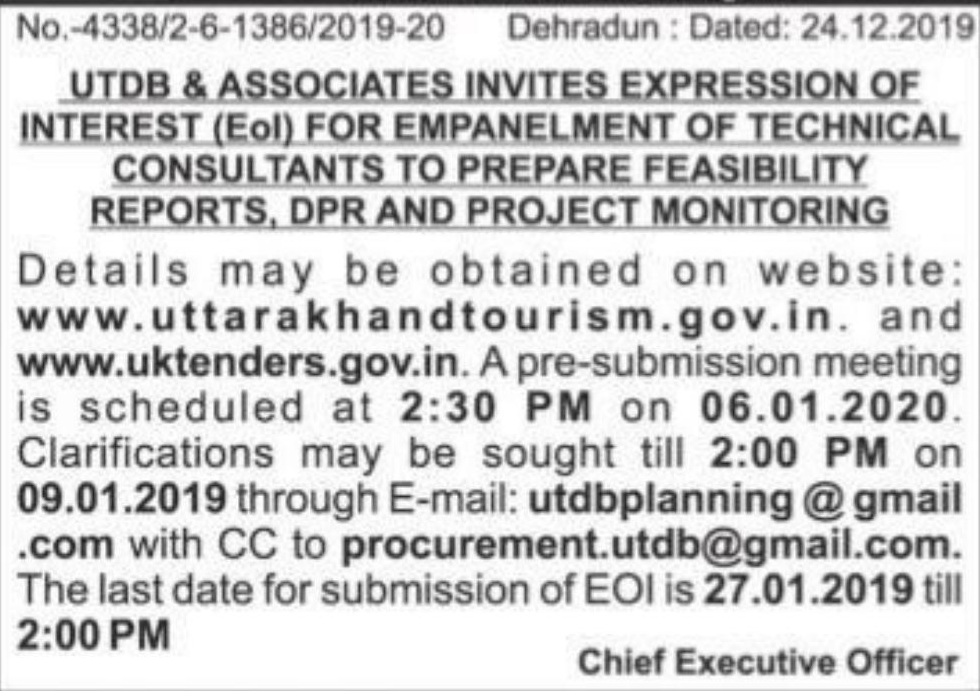 No.-4338/2-6-1386/2019-20 Dehradun : Dated: 24.12.2019
UTDB & ASSOCIATES INVITES EXPRESSION OF
INTEREST (EoI) FOR EMPANELMENT OF TECHNICAL
CONSULTANTS TO PREPARE FEASIBILITY
REPORTS, DPR AND PROJECT MONITORING
Details may be obtained on website:
www.uttarakhandtourism.gov.in. and
www.uktenders.gov.in. A pre-submission meeting
is scheduled at 2:30 PM on 06.01.2020.
Clarifications may be sought till 2:00 PM on
09.01.2019 through E-mail: utdbplanning @ gmail
.com with CC to procurement.utdb@gmail.com.
The last date for submission of EOI is 27.01.2019 till
2:00 PM
Chief Executive Officer